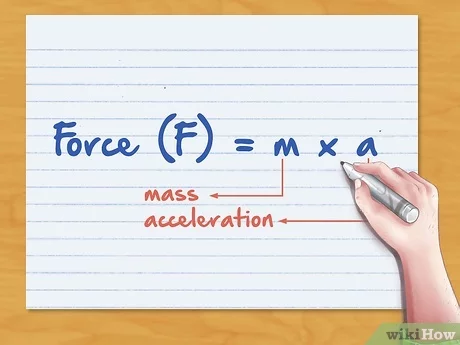 Force (F) = m x a
mass
acceleration
wikiHow